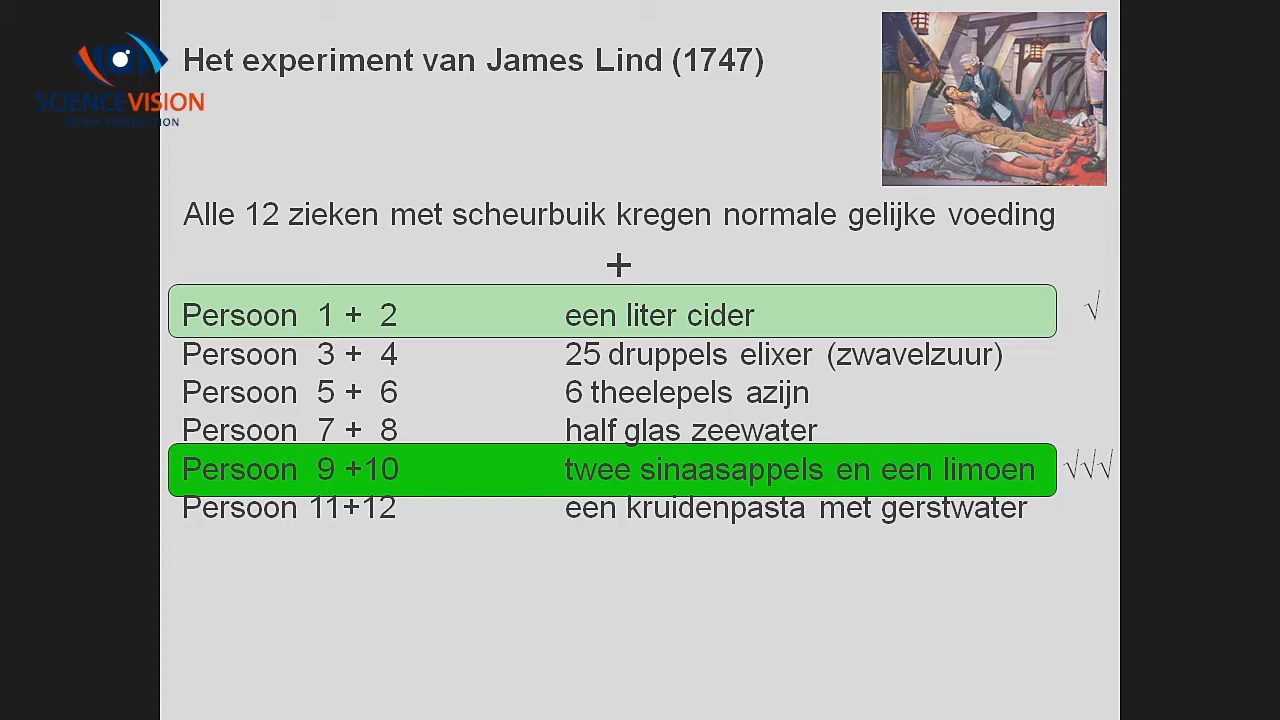 Het experiment van James Lind (1747)
SCIENCEVISION
Alle 12 zieken met scheurbuik kregen normale gelijke voeding
+
Persoon 1 + 2 een liter cider √
Persoon 3 + 4 25 druppels elixer (zwavelzuur)
Persoon 5 + 6 6 theelepels azijn
Persoon 7 + 8 half glas zeewater
Persoon 9 +10 twee sinaasappels en een limoen √√√
Persoon 11+12 een kruidenpasta met gerstwater